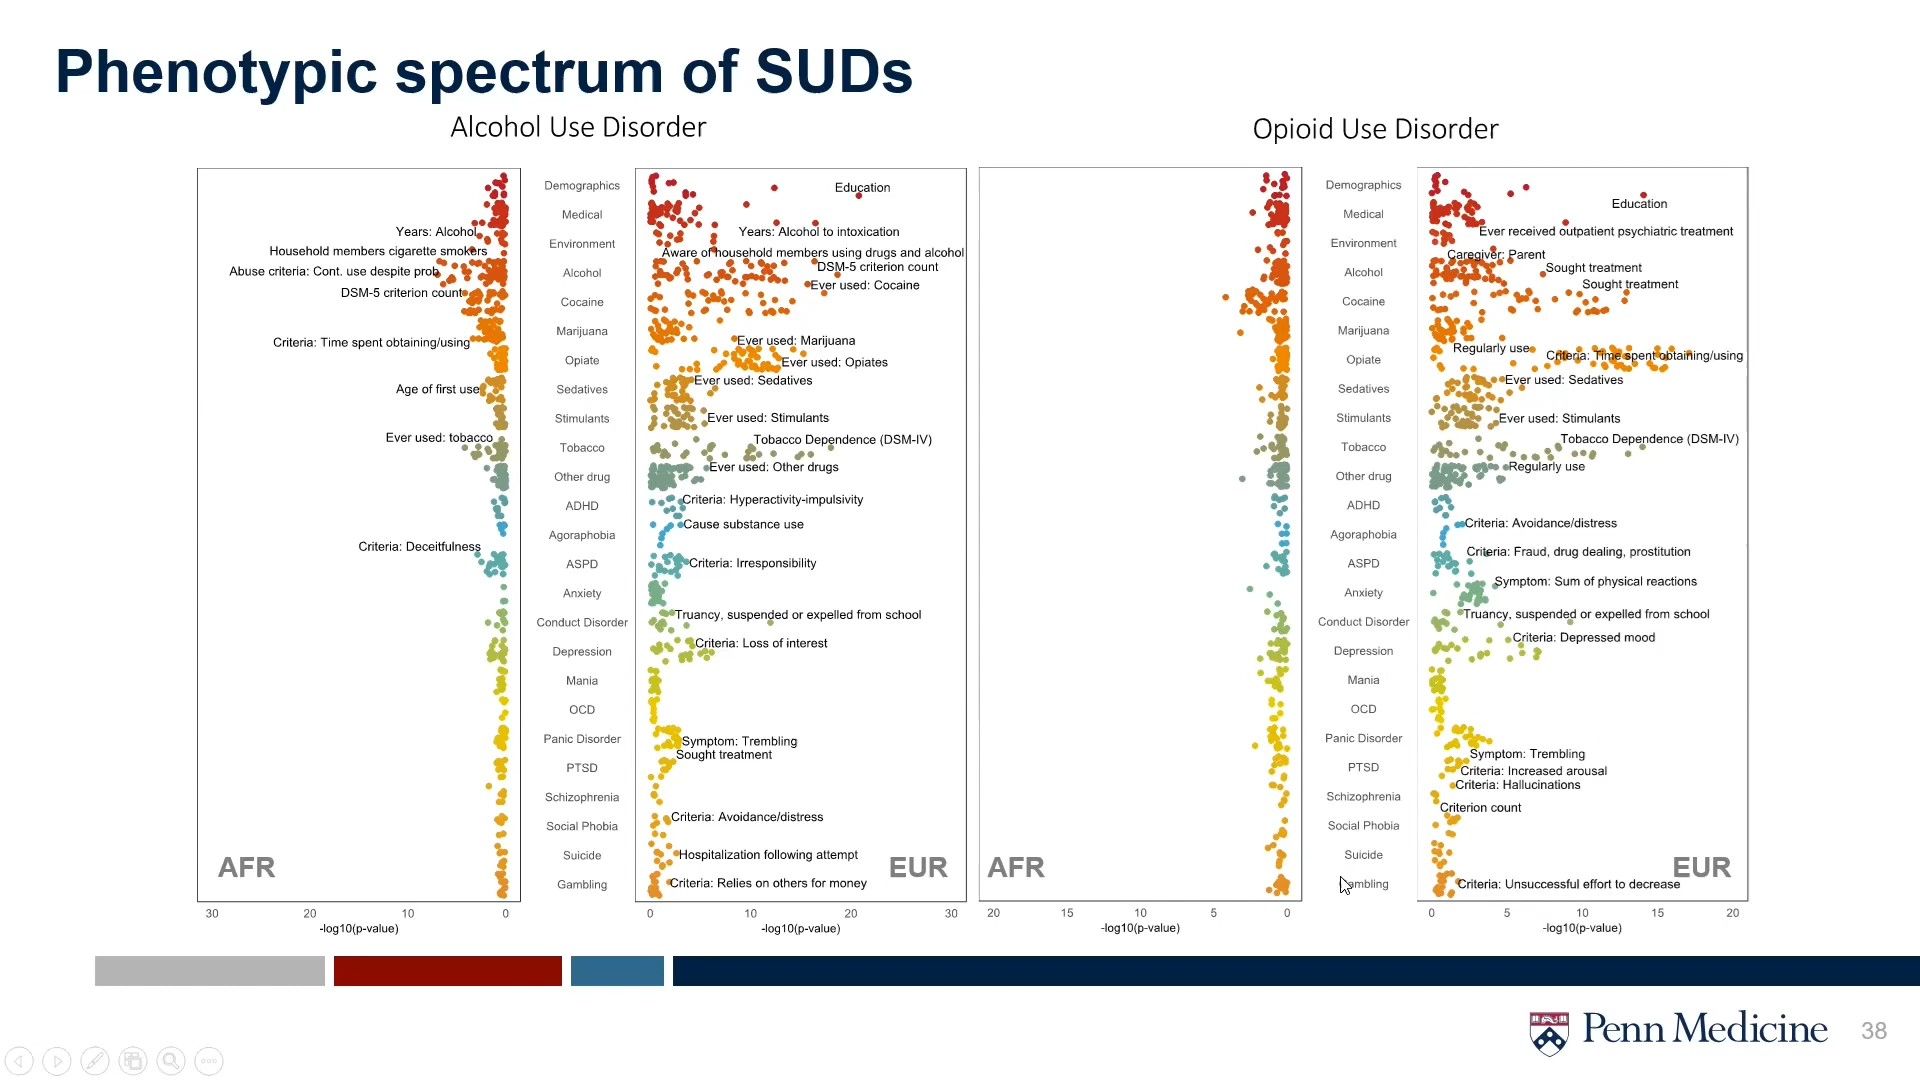 Phenotypic spectrum of SUDs
Alcohol Use Disorder
Years: Alcohol
Household members cigarette smokers
Abuse criteria: Cont. use despite prob
DSM-5 criterion count
Criteria: Time spent obtaining/using
Age of first use
Ever used: tobacco
Criteria: Deceitfulness
AFR
30 20 10 0
-log10(p-value)
Demographics
Medical
Environment
Alcohol
Cocaine
Marijuana
Opiate
Sedatives
Stimulants
Tobacco
Other drug
ADHD
Agoraphobia
ASPD
Anxiety
Conduct Disorder
Depression
Mania
OCD
Panic Disorder
PTSD
Schizophrenia
Social Phobia
Suicide
Gambling
Education
Years: Alcohol to intoxication
Aware of household members using drugs and alcohol
DSM-5 criterion count
Ever used: Cocaine
Ever used: Marijuana
Ever used: Opiates
Ever used: Sedatives
Ever used: Stimulants
Tobacco Dependence (DSM-IV)
Ever used: Other drugs
Criteria: Hyperactivity-impulsivity
Cause substance use
Criteria: Irresponsibility
Truancy, suspended or expelled from school
Criteria: Loss of interest
Symptom: Trembling
Sought treatment
Criteria: Avoidance/distress
Hospitalization following attempt
Criteria: Relies on others for money
EUR
0 10 20 30
-log10(p-value)
Opioid Use Disorder
AFR
20 15 10 5 0
-log10(p-value)
Demographics
Medical
Environment
Alcohol
Cocaine
Marijuana
Opiate
Sedatives
Stimulants
Tobacco
Other drug
ADHD
Agoraphobia
ASPD
Anxiety
Conduct Disorder
Depression
Mania
OCD
Panic Disorder
PTSD
Schizophrenia
Social Phobia
Suicide
Gambling
Education
Ever received outpatient psychiatric treatment
Caregiver: Parent
Sought treatment
Sought treatment
Regularly use
Criteria: Time spent obtaining/using
Ever used: Sedatives
Ever used: Stimulants
Tobacco Dependence (DSM-IV)
Regularly use
Criteria: Avoidance/distress
Criteria: Fraud, drug dealing, prostitution
Symptom: Sum of physical reactions
Truancy, suspended or expelled from school
Criteria: Depressed mood
Symptom: Trembling
Criteria: Increased arousal
Criteria: Hallucinations
Criterion count
Criteria: Unsuccessful effort to decrease
EUR
0 5 10 15 20
-log10(p-value)
Penn Medicine
38